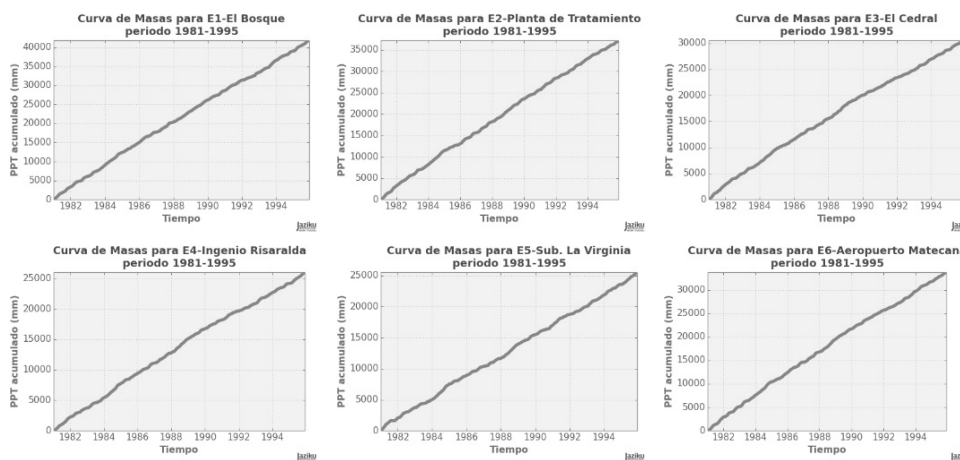 Curva de Masas para E1-El Bosque
periodo 1981-1995
PPT acumulado (mm)
40000
35000
30000
25000
20000
15000
10000
5000
0
1982 1984 1986 1988 1990 1992 1994
Tiempo
Jaziku
Curva de Masas para E2-Planta de Tratamiento
periodo 1981-1995
PPT acumulado (mm)
35000
30000
25000
20000
15000
10000
5000
0
1982 1984 1986 1988 1990 1992 1994
Tiempo
Jaziku
Curva de Masas para E3-El Cedral
periodo 1981-1995
PPT acumulado (mm)
30000
25000
20000
15000
10000
5000
0
1982 1984 1986 1988 1990 1992 1994
Tiempo
Jaziku
Curva de Masas para E4-Ingenio Risaralda
periodo 1981-1995
PPT acumulado (mm)
25000
20000
15000
10000
5000
0
1982 1984 1986 1988 1990 1992 1994
Tiempo
Jaziku
Curva de Masas para E5-Sub. La Virginia
periodo 1981-1995
PPT acumulado (mm)
25000
20000
15000
10000
5000
0
1982 1984 1986 1988 1990 1992 1994
Tiempo
Jaziku
Curva de Masas para E6-Aeropuerto Matecan
periodo 1981-1995
PPT acumulado (mm)
30000
25000
20000
15000
10000
5000
0
1982 1984 1986 1988 1990 1992 1994
Tiempo
Jaziku